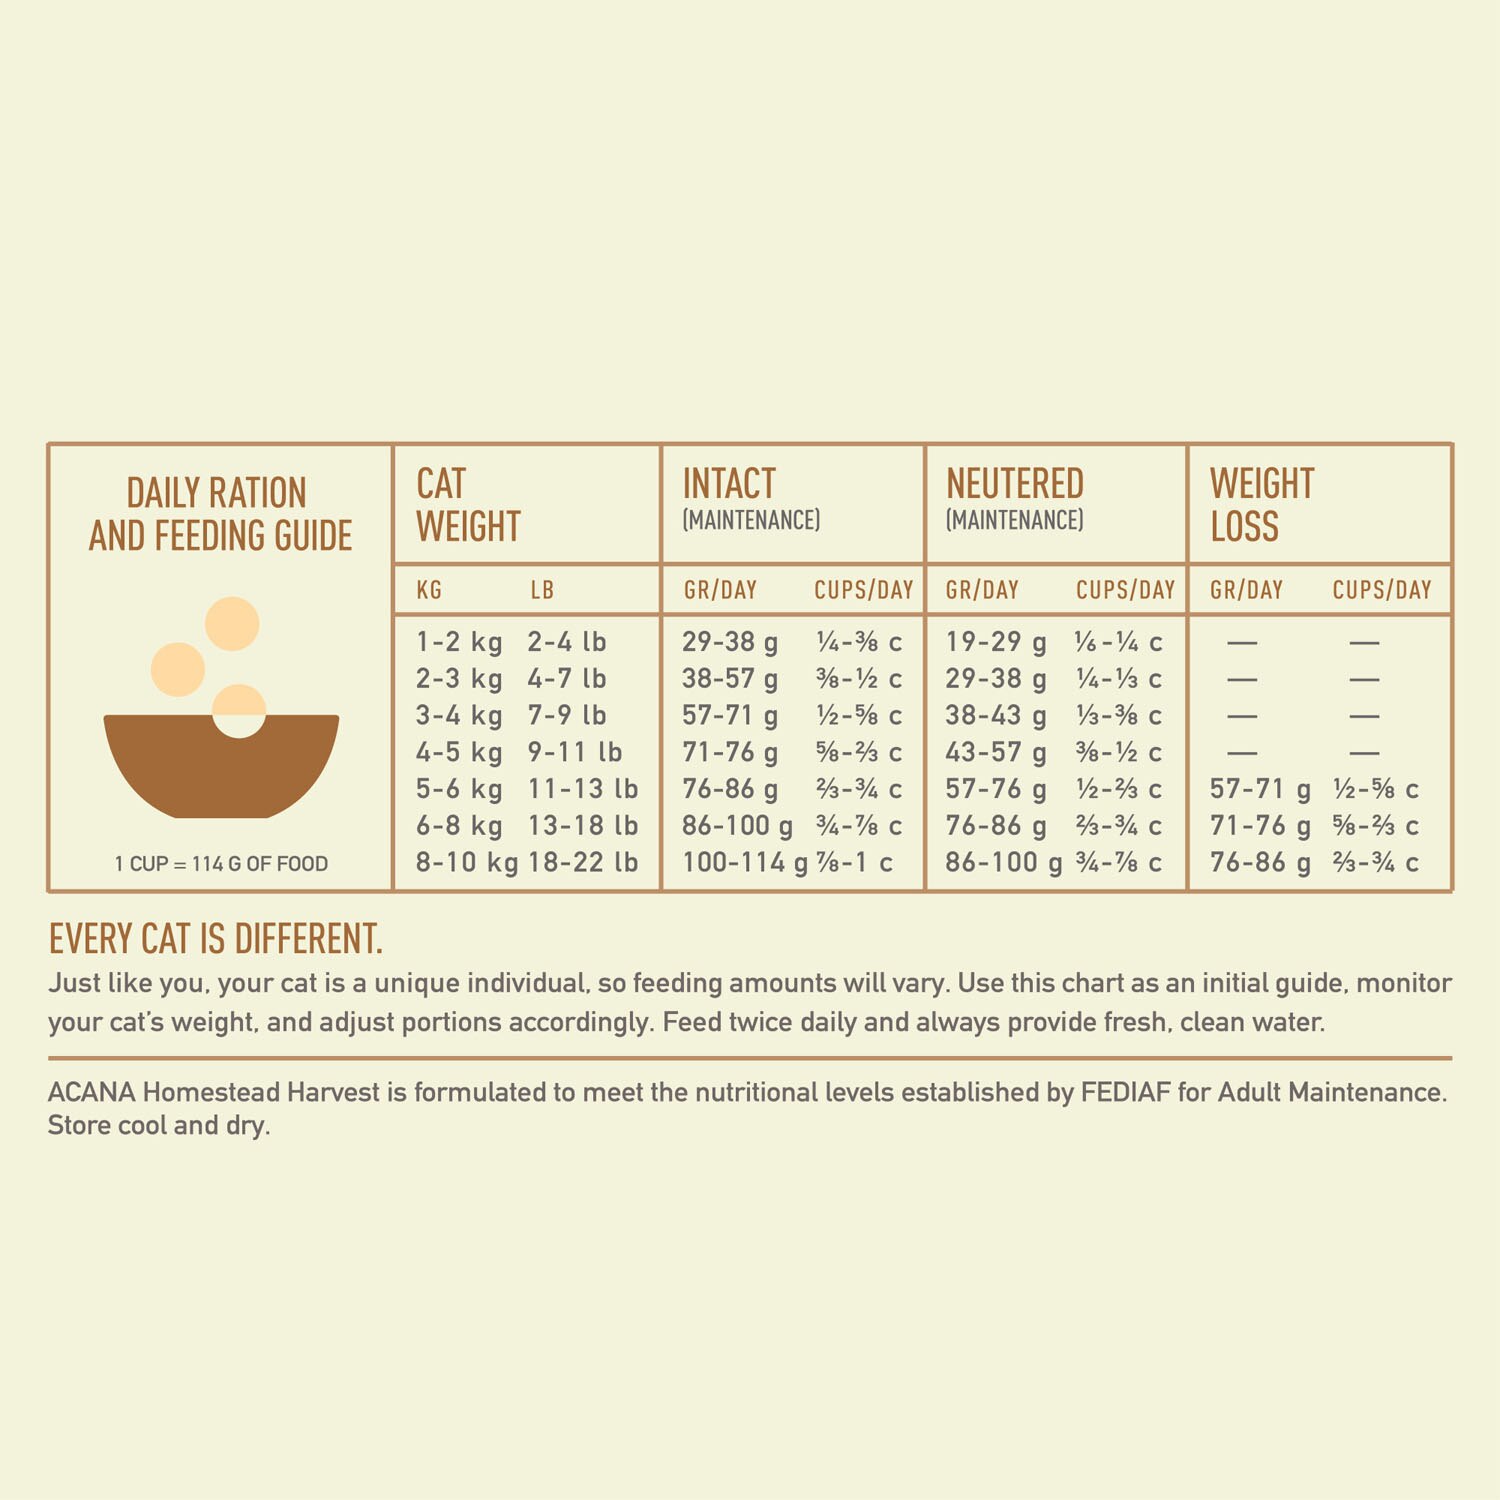 DAILY RATION
AND FEEDING GUIDE
1 CUP = 114 G OF FOOD
CAT WEIGHT INTACT (MAINTENANCE) NEUTERED (MAINTENANCE) WEIGHT LOSS
KG LB GR/DAY CUPS/DAY GR/DAY CUPS/DAY GR/DAY CUPS/DAY
1-2 kg 2-4 lb 29-38 g ¼-⅜ c 19-29 g ⅙-¼ c — —
2-3 kg 4-7 lb 38-57 g ⅜-½ c 29-38 g ¼-⅓ c — —
3-4 kg 7-9 lb 57-71 g ½-⅝ c 38-43 g ⅓-⅜ c — —
4-5 kg 9-11 lb 71-76 g ⅝-⅔ c 43-57 g ⅜-½ c — —
5-6 kg 11-13 lb 76-86 g ⅔-¾ c 57-76 g ½-⅔ c 57-71 g ½-⅝ c
6-8 kg 13-18 lb 86-100 g ¾-⅞ c 76-86 g ⅔-¾ c 71-76 g ⅝-⅔ c
8-10 kg 18-22 lb 100-114 g ⅞-1 c 86-100 g ¾-⅞ c 76-86 g ⅔-¾ c
EVERY CAT IS DIFFERENT.
Just like you, your cat is a unique individual, so feeding amounts will vary. Use this chart as an initial guide, monitor
your cat's weight, and adjust portions accordingly. Feed twice daily and always provide fresh, clean water.
ACANA Homestead Harvest is formulated to meet the nutritional levels established by FEDIAF for Adult Maintenance.
Store cool and dry.